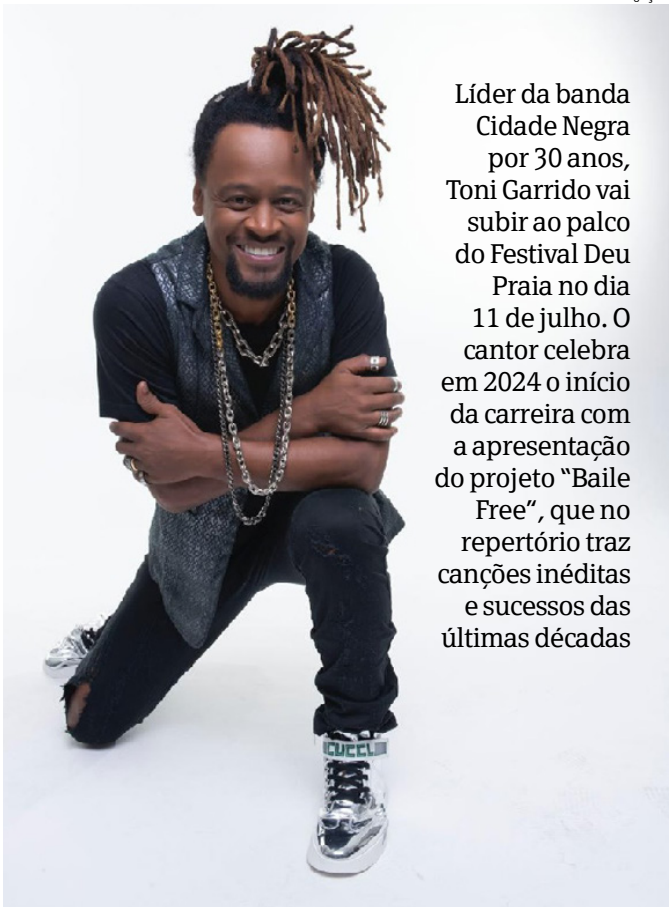 Líder da banda
Cidade Negra
por 30 anos,
Toni Garrido vai
subir ao palco
do Festival Deu
Praia no dia
11 de julho. O
cantor celebra
em 2024 o início
da carreira com
a apresentação
do projeto “Baile
Free”, que no
repertório traz
canções inéditas
e sucessos das
últimas décadas
GUCCI